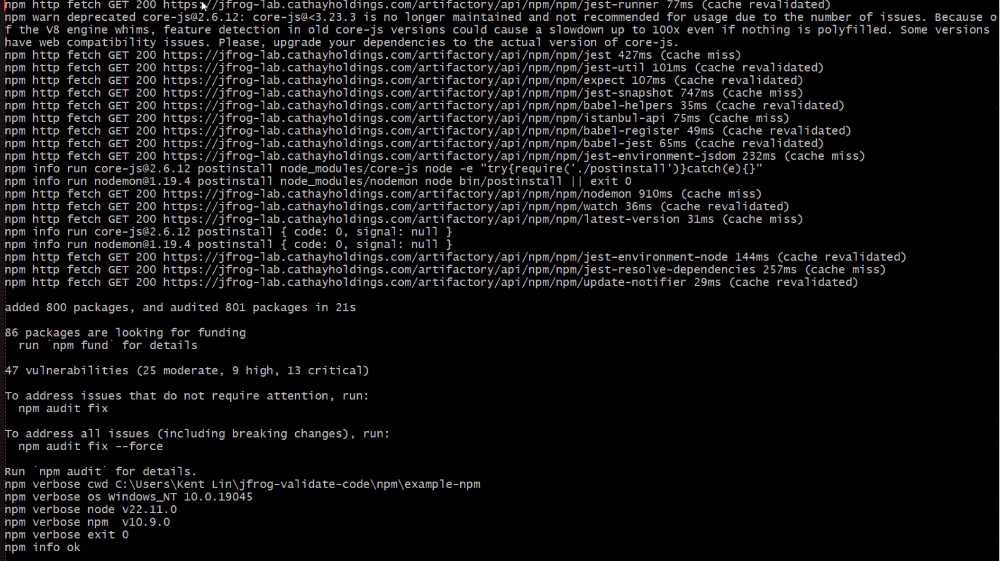 npm http fetch GET 200 https://jfrog-lab.cathayholdings.com/artifactory/api/npm/npm/jest-runner 77ms (cache revalidated)
npm warn deprecated core-js@2.6.12: core-js@<3.23.3 is no longer maintained and not recommended for usage due to the number of issues. Because o
f the V8 engine whims, feature detection in old core-js versions could cause a slowdown up to 100x even if nothing is polyfilled. Some versions
have web compatibility issues. Please, upgrade your dependencies to the actual version of core-js.
npm http fetch GET 200 https://jfrog-lab.cathayholdings.com/artifactory/api/npm/npm/jest 427ms (cache miss)
npm http fetch GET 200 https://jfrog-lab.cathayholdings.com/artifactory/api/npm/npm/jest-util 101ms (cache revalidated)
npm http fetch GET 200 https://jfrog-lab.cathayholdings.com/artifactory/api/npm/npm/expect 107ms (cache revalidated)
npm http fetch GET 200 https://jfrog-lab.cathayholdings.com/artifactory/api/npm/npm/jest-snapshot 747ms (cache miss)
npm http fetch GET 200 https://jfrog-lab.cathayholdings.com/artifactory/api/npm/npm/babel-helpers 35ms (cache revalidated)
npm http fetch GET 200 https://jfrog-lab.cathayholdings.com/artifactory/api/npm/npm/istanbul-api 75ms (cache miss)
npm http fetch GET 200 https://jfrog-lab.cathayholdings.com/artifactory/api/npm/npm/babel-register 49ms (cache revalidated)
npm http fetch GET 200 https://jfrog-lab.cathayholdings.com/artifactory/api/npm/npm/babel-jest 65ms (cache revalidated)
npm http fetch GET 200 https://jfrog-lab.cathayholdings.com/artifactory/api/npm/npm/jest-environment-jsdom 232ms (cache miss)
npm info run core-js@2.6.12 postinstall node_modules/core-js node -e "try{require('./postinstall')}catch(e){}"
npm info run nodemon@1.19.4 postinstall node_modules/nodemon node bin/postinstall || exit 0
npm http fetch GET 200 https://jfrog-lab.cathayholdings.com/artifactory/api/npm/npm/nodemon 910ms (cache miss)
npm http fetch GET 200 https://jfrog-lab.cathayholdings.com/artifactory/api/npm/npm/watch 36ms (cache revalidated)
npm http fetch GET 200 https://jfrog-lab.cathayholdings.com/artifactory/api/npm/npm/latest-version 31ms (cache miss)
npm info run core-js@2.6.12 postinstall { code: 0, signal: null }
npm info run nodemon@1.19.4 postinstall { code: 0, signal: null }
npm http fetch GET 200 https://jfrog-lab.cathayholdings.com/artifactory/api/npm/npm/jest-environment-node 144ms (cache revalidated)
npm http fetch GET 200 https://jfrog-lab.cathayholdings.com/artifactory/api/npm/npm/jest-resolve-dependencies 257ms (cache miss)
npm http fetch GET 200 https://jfrog-lab.cathayholdings.com/artifactory/api/npm/npm/update-notifier 29ms (cache revalidated)
added 800 packages, and audited 801 packages in 21s
86 packages are looking for funding
run `npm fund` for details
47 vulnerabilities (25 moderate, 9 high, 13 critical)
To address issues that do not require attention, run:
npm audit fix
To address all issues (including breaking changes), run:
npm audit fix --force
Run `npm audit` for details.
npm verbose cwd C:\Users\Kent Lin\jfrog-validate-code\npm\example-npm
npm verbose os Windows_NT 10.0.19045
npm verbose node v22.11.0
npm verbose npm  v10.9.0
npm verbose exit 0
npm info ok